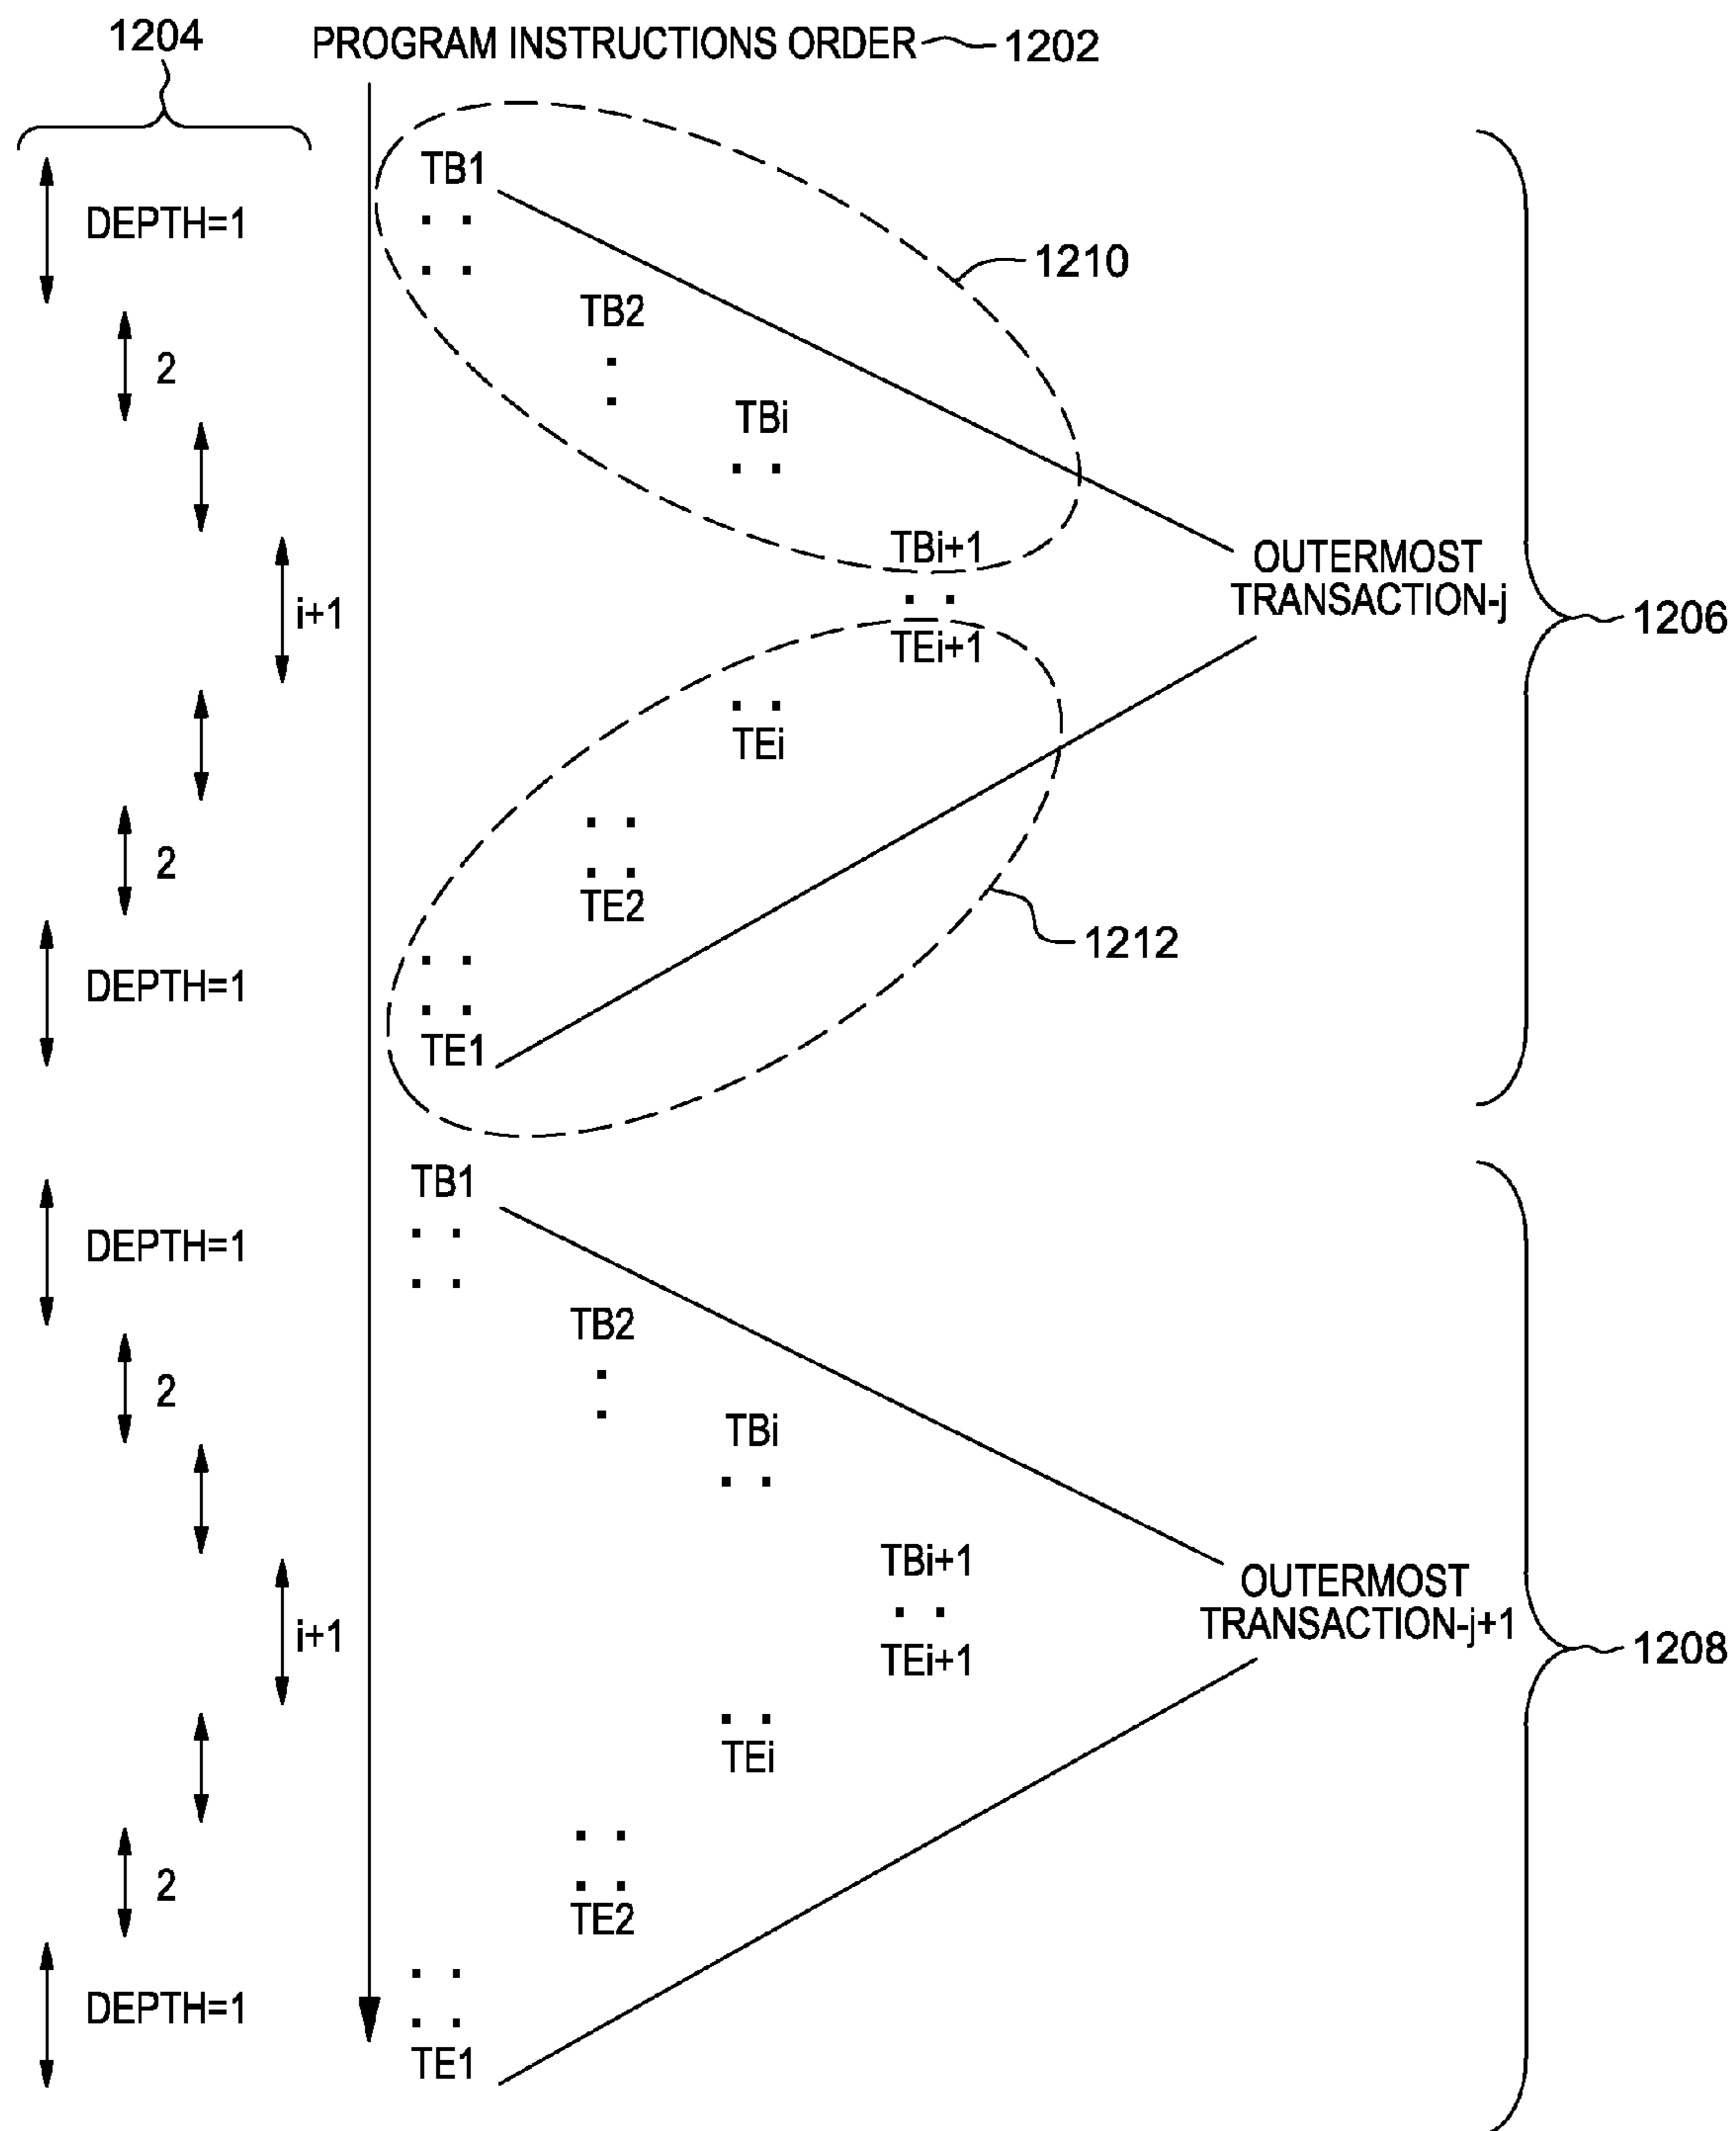 1204
PROGRAM INSTRUCTIONS ORDER 1202
TB1
DEPTH=1
1210
TB2
2
TBi
TBi+1
OUTERMOST
TRANSACTION-j
i+1
1206
TEi+1
TEi
2
TE2
1212
DEPTH=1
TE1
TB1
DEPTH=1
TB2
2
TBi
TBi+1
OUTERMOST
TRANSACTION-j+1
i+1
1208
TEi+1
TEi
2
TE2
DEPTH=1
TE1